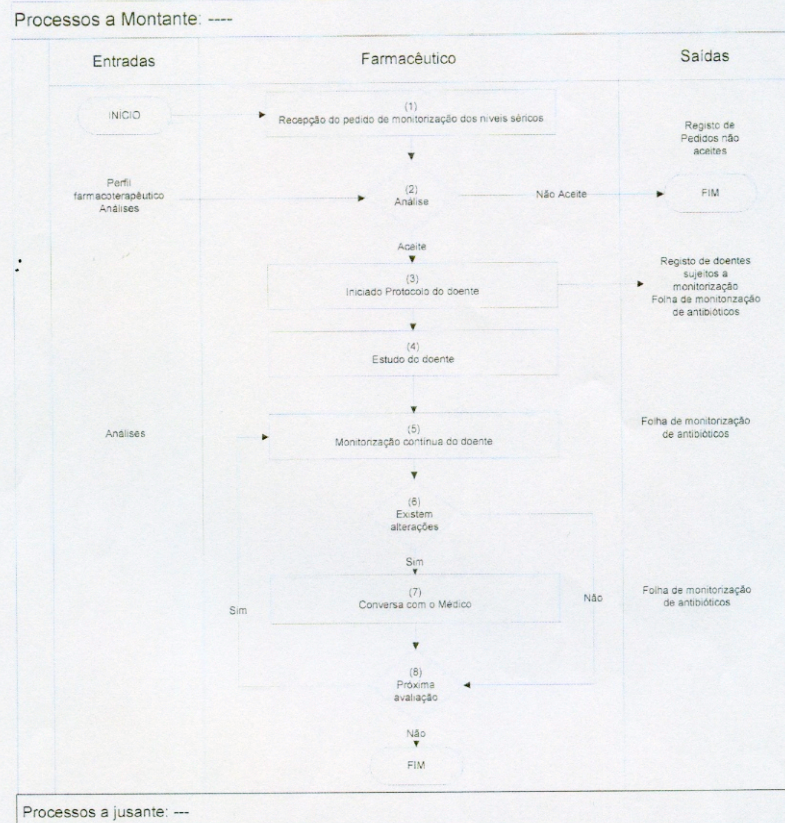 Processos a Montante: ----
Entradas
Farmacêutico
Saídas
INÍCIO
(1)
Recepção do pedido de monitorização dos níveis séricos
Registo de
Pedidos não
aceites
Perfil
farmacoterapêutico
Análises
(2)
Análise
Não Aceite
FIM
Aceite
(3)
Iniciado Protocolo do doente
Registo de doentes
sujeitos a
monitorização
Folha de monitorização
de antibióticos
(4)
Estudo do doente
Análises
(5)
Monitorização contínua do doente
Folha de monitorização
de antibióticos
(6)
Existem
alterações
Sim
(7)
Conversa com o Médico
Sim
Não
Folha de monitorização
de antibióticos
(8)
Próxima
avaliação
Não
FIM
Processos a jusante: ---